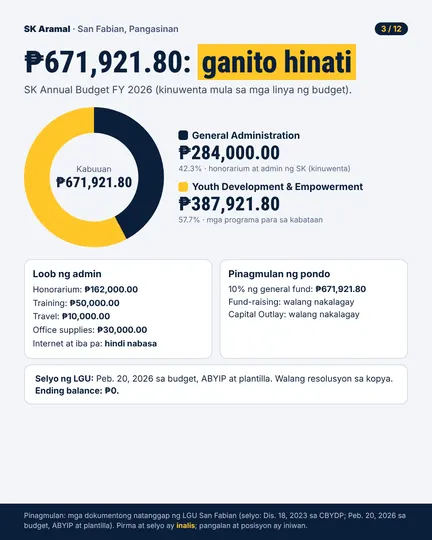 SK Aramal · San Fabian, Pangasinan
3 / 12
₱671,921.80: ganito hinati
SK Annual Budget FY 2026 (kinuwenta mula sa mga linya ng budget).
Kabuuan
₱671,921.80
General Administration
₱284,000.00
42.3% · honorarium at admin ng SK (kinuwenta)
Youth Development & Empowerment
₱387,921.80
57.7% · mga programa para sa kabataan
Loob ng admin
Honorarium: ₱162,000.00
Training: ₱50,000.00
Travel: ₱10,000.00
Office supplies: ₱30,000.00
Internet at iba pa: hindi nabasa
Pinagmulan ng pondo
10% ng general fund: ₱671,921.80
Fund-raising: walang nakalagay
Capital Outlay: walang nakalagay
Selyo ng LGU: Peb. 20, 2026 sa budget, ABYIP at plantilla. Walang resolusyon sa kopya.
Ending balance: ₱0.
Pinagmulan: mga dokumentong natanggap ng LGU San Fabian (selyo: Dis. 18, 2023 sa CBYDP; Peb. 20, 2026 sa
budget, ABYIP at plantilla). Pirma at selyo ay inalis; pangalan at posisyon ay iniwan.